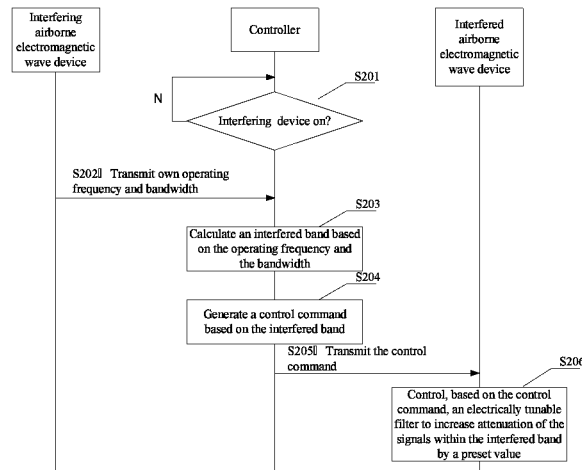 Interfering
airborne
electromagnetic
wave device
Controller
Interfered
airborne
electromagnetic
wave device
S201
N
Interfering device on?
S202 Transmit own operating
frequency and bandwidth
S203
Calculate an interfered band based
on the operating frequency and
the bandwidth
S204
Generate a control command
based on the interfered band
S205 Transmit the control
command
S206
Control, based on the control
command, an electrically tunable
filter to increase attenuation of the
signals within the interfered band
by a preset value